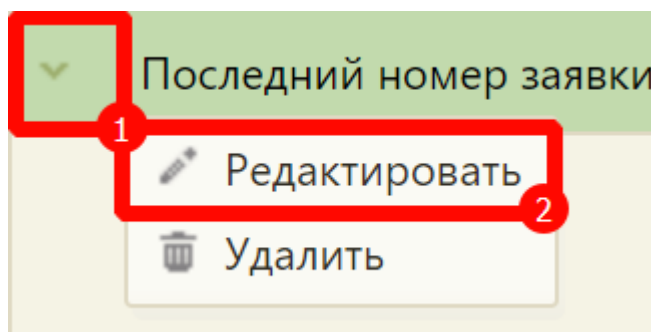 Последний номер заявки
1
Редактировать
2
Удалить